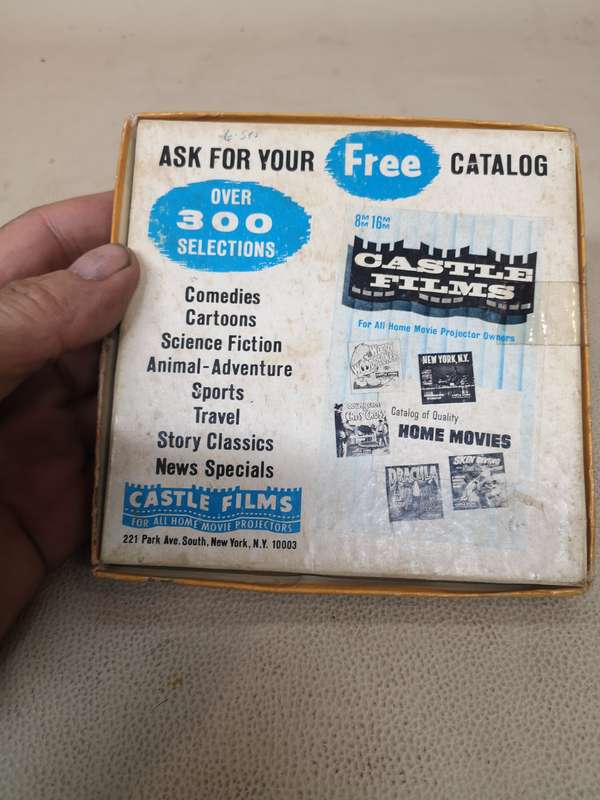 ASK FOR YOUR Free CATALOG
OVER
300
SELECTIONS
Comedies
Cartoons
Science Fiction
Animal-Adventure
Sports
Travel
Story Classics
News Specials
CASTLE FILMS
FOR ALL HOME MOVIE PROJECTORS
221 Park Ave. South, New York, N.Y. 10003
8MM 16MM
CASTLE
FILMS
For All Home Movie Projector Owners
NEW YORK, N.Y.
CRISS CROSS
Catalog of Quality
HOME MOVIES
DRACULA
SKIN DIVING